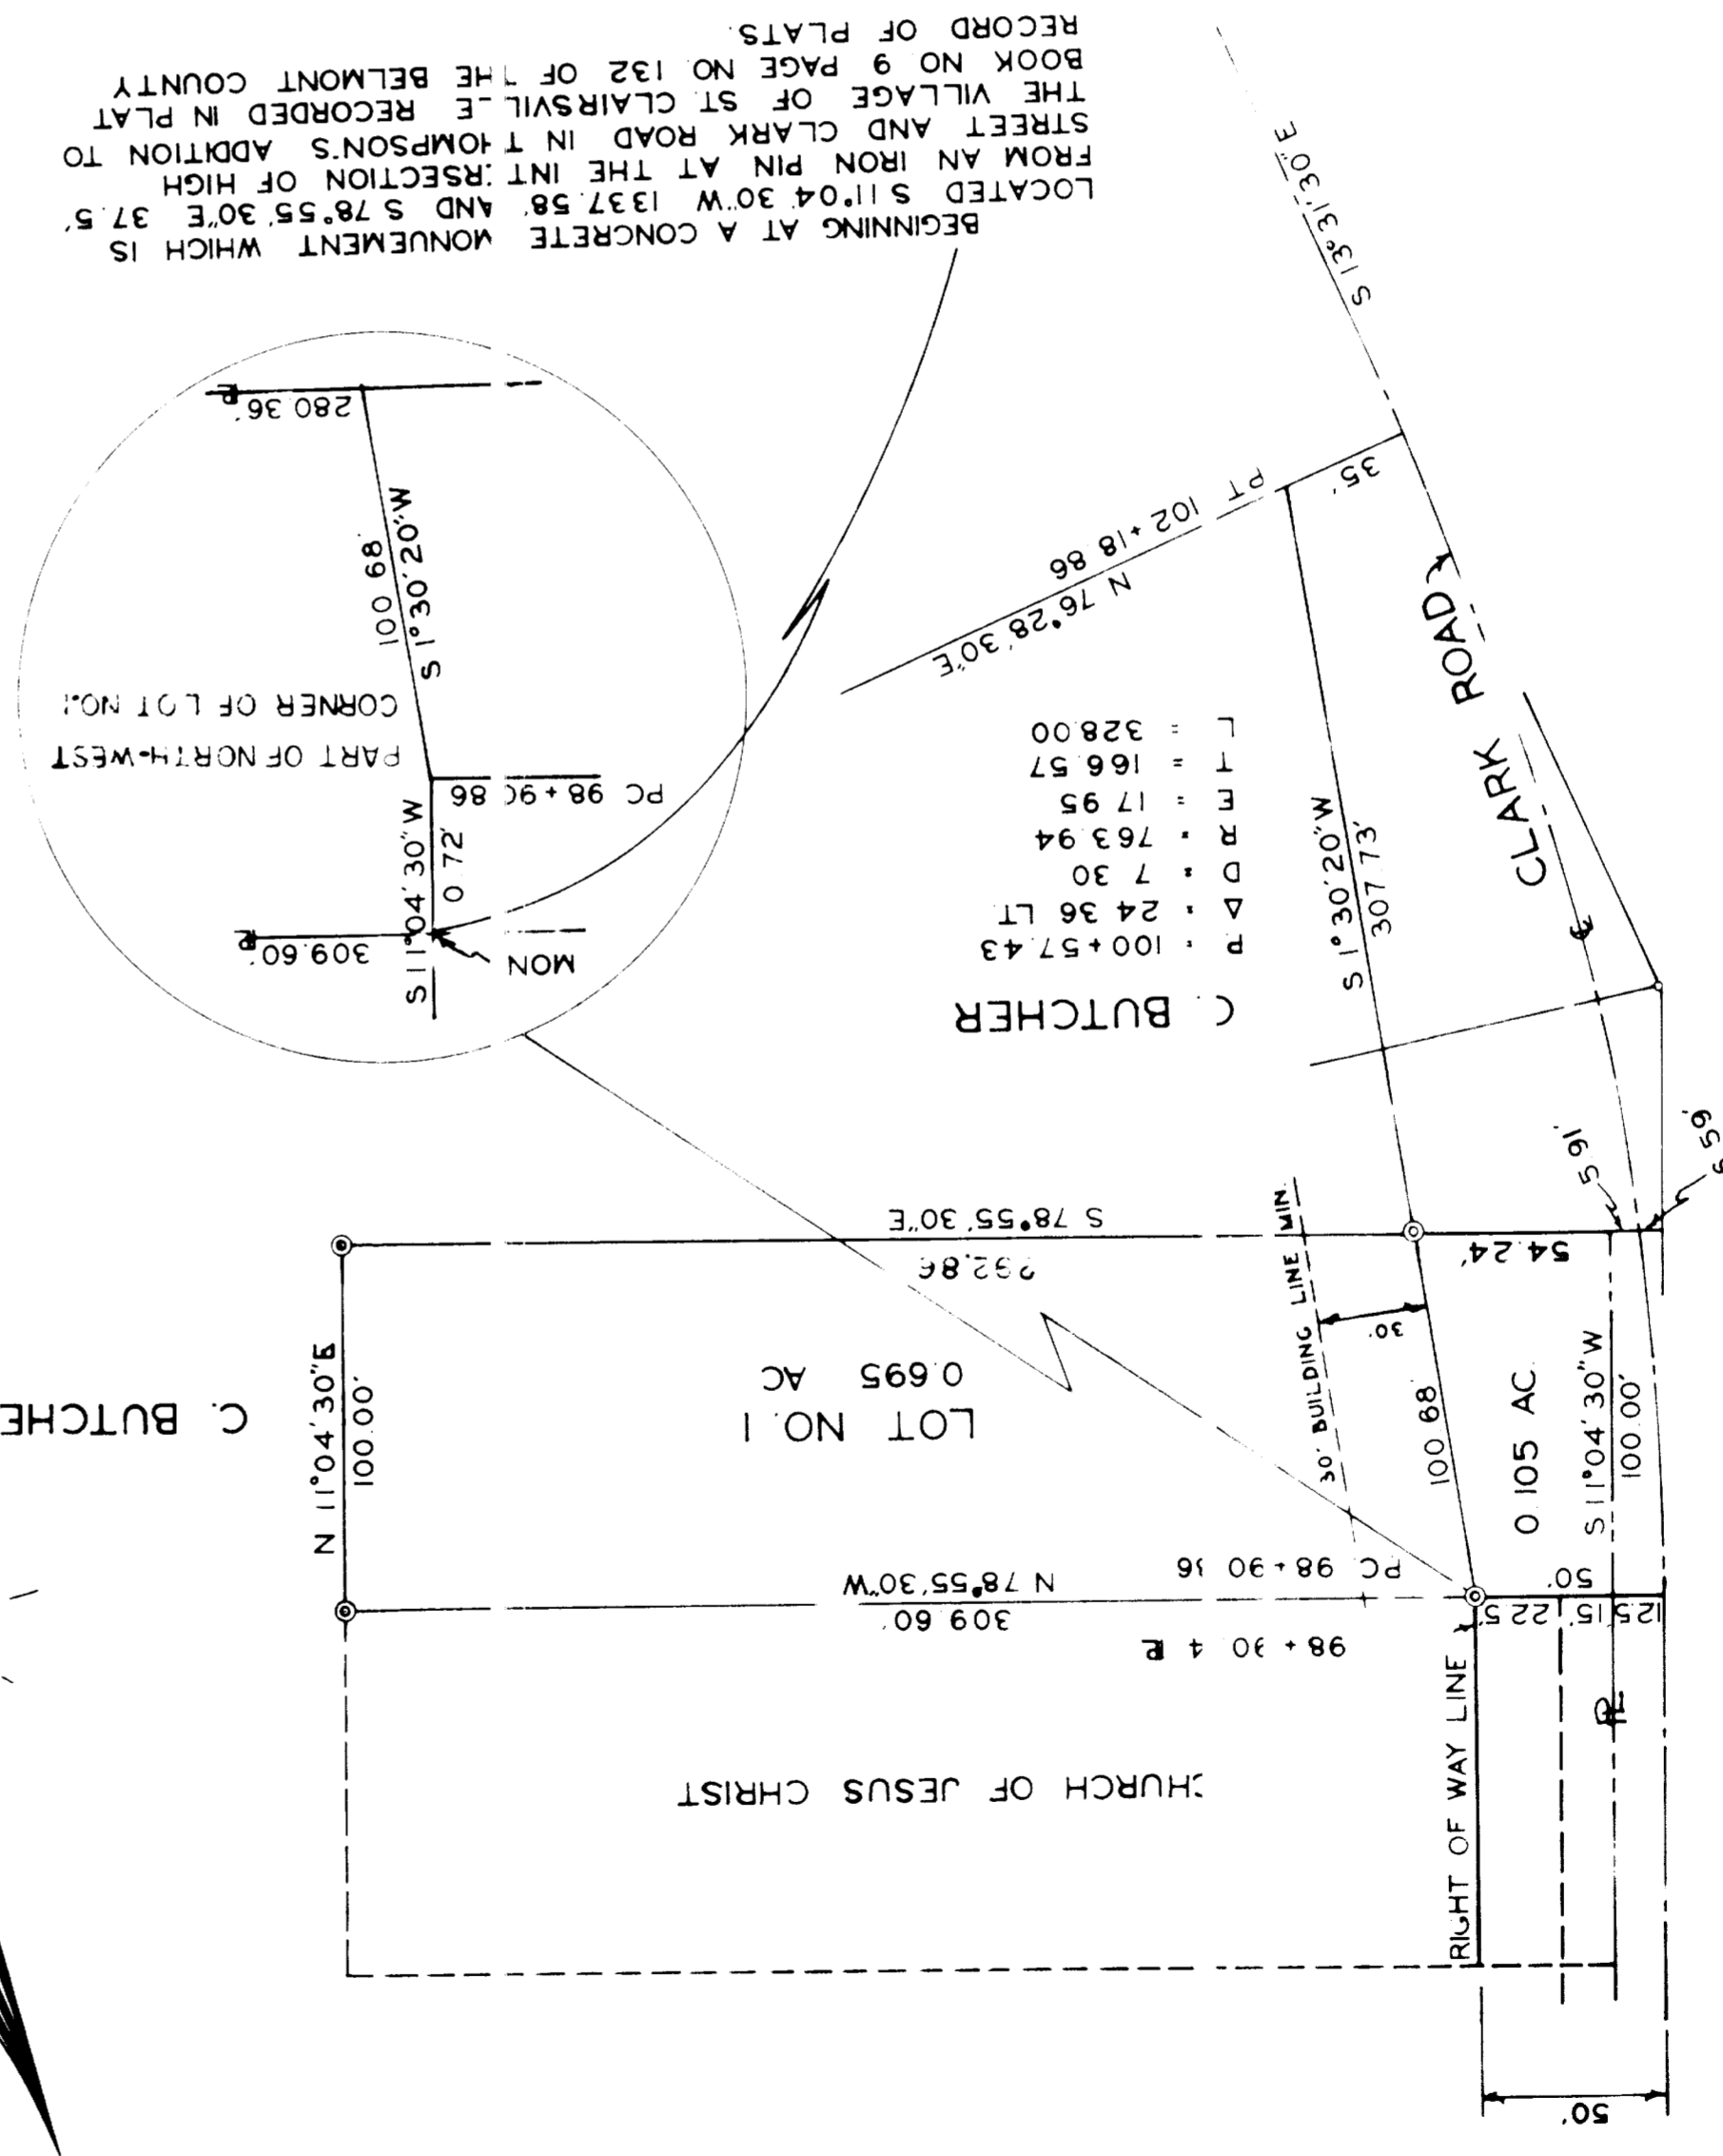 50'
RIGHT OF WAY LINE
CHURCH OF JESUS CHRIST
12.5
15'
22.5'
50'
309.60'
N 78°55'30"W
PC 98+90
0.105 AC.
S 11°04'30"W
100.00'
100.68'
30' BUILDING LINE MIN.
30'
LOT NO. 1
0.695 AC
N 11°04'30"E
100.00'
C. BUTCHE
292.86
S 78°55'30"E
54.24'
5.91'
6.59'
C. BUTCHER
P = 100+57.43
Δ = 24 36 LT.
D = 7 30
R = 763.94
E = 17.95
T = 166.57
L = 328.00
S 1°30'20"W
307.73'
CLARK ROAD
N 76°28'30"E
PT 102+18.86
35'
S 13°31'30"E
MON
309.60'
S 11°04'30"W
0.72'
PC 98+90.86
PART OF NORTH-WEST
CORNER OF LOT NO.1
S 1°30'20"W
100.68'
280.36'
BEGINNING AT A CONCRETE MONUEMENT WHICH IS
LOCATED S 11°04'30"W 1337.58' AND S 78°55'30"E 37.5'
FROM AN IRON PIN AT THE INTERSECTION OF HIGH
STREET AND CLARK ROAD IN THOMPSON'S ADDITION TO
THE VILLAGE OF ST. CLAIRSVILLE RECORDED IN PLAT
BOOK NO 9 PAGE NO. 132 OF THE BELMONT COUNTY
RECORD OF PLATS.